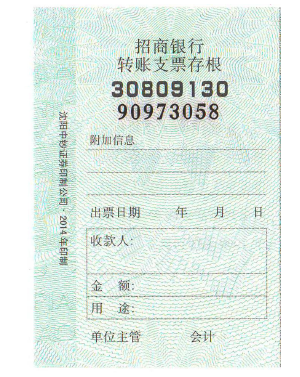 招商银行
转账支票存根
30809130
90973058
附加信息
出票日期 年 月 日
收款人:
金 额:
用 途:
单位主管 会计
沈阳中钞证券印制公司·2014年印制